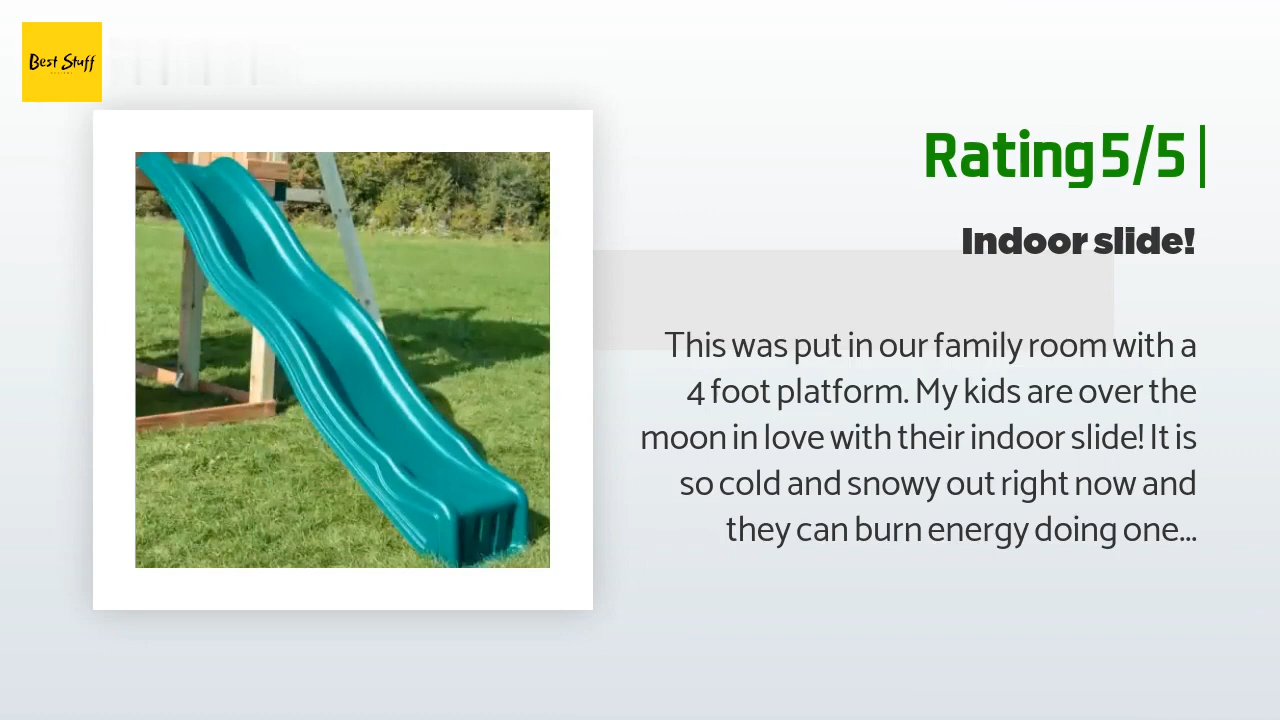 Best Stuff
Rating 5/5 |
Indoor slide!
This was put in our family room with a
4 foot platform. My kids are over the
moon in love with their indoor slide! It is
so cold and snowy out right now and
they can burn energy doing one...